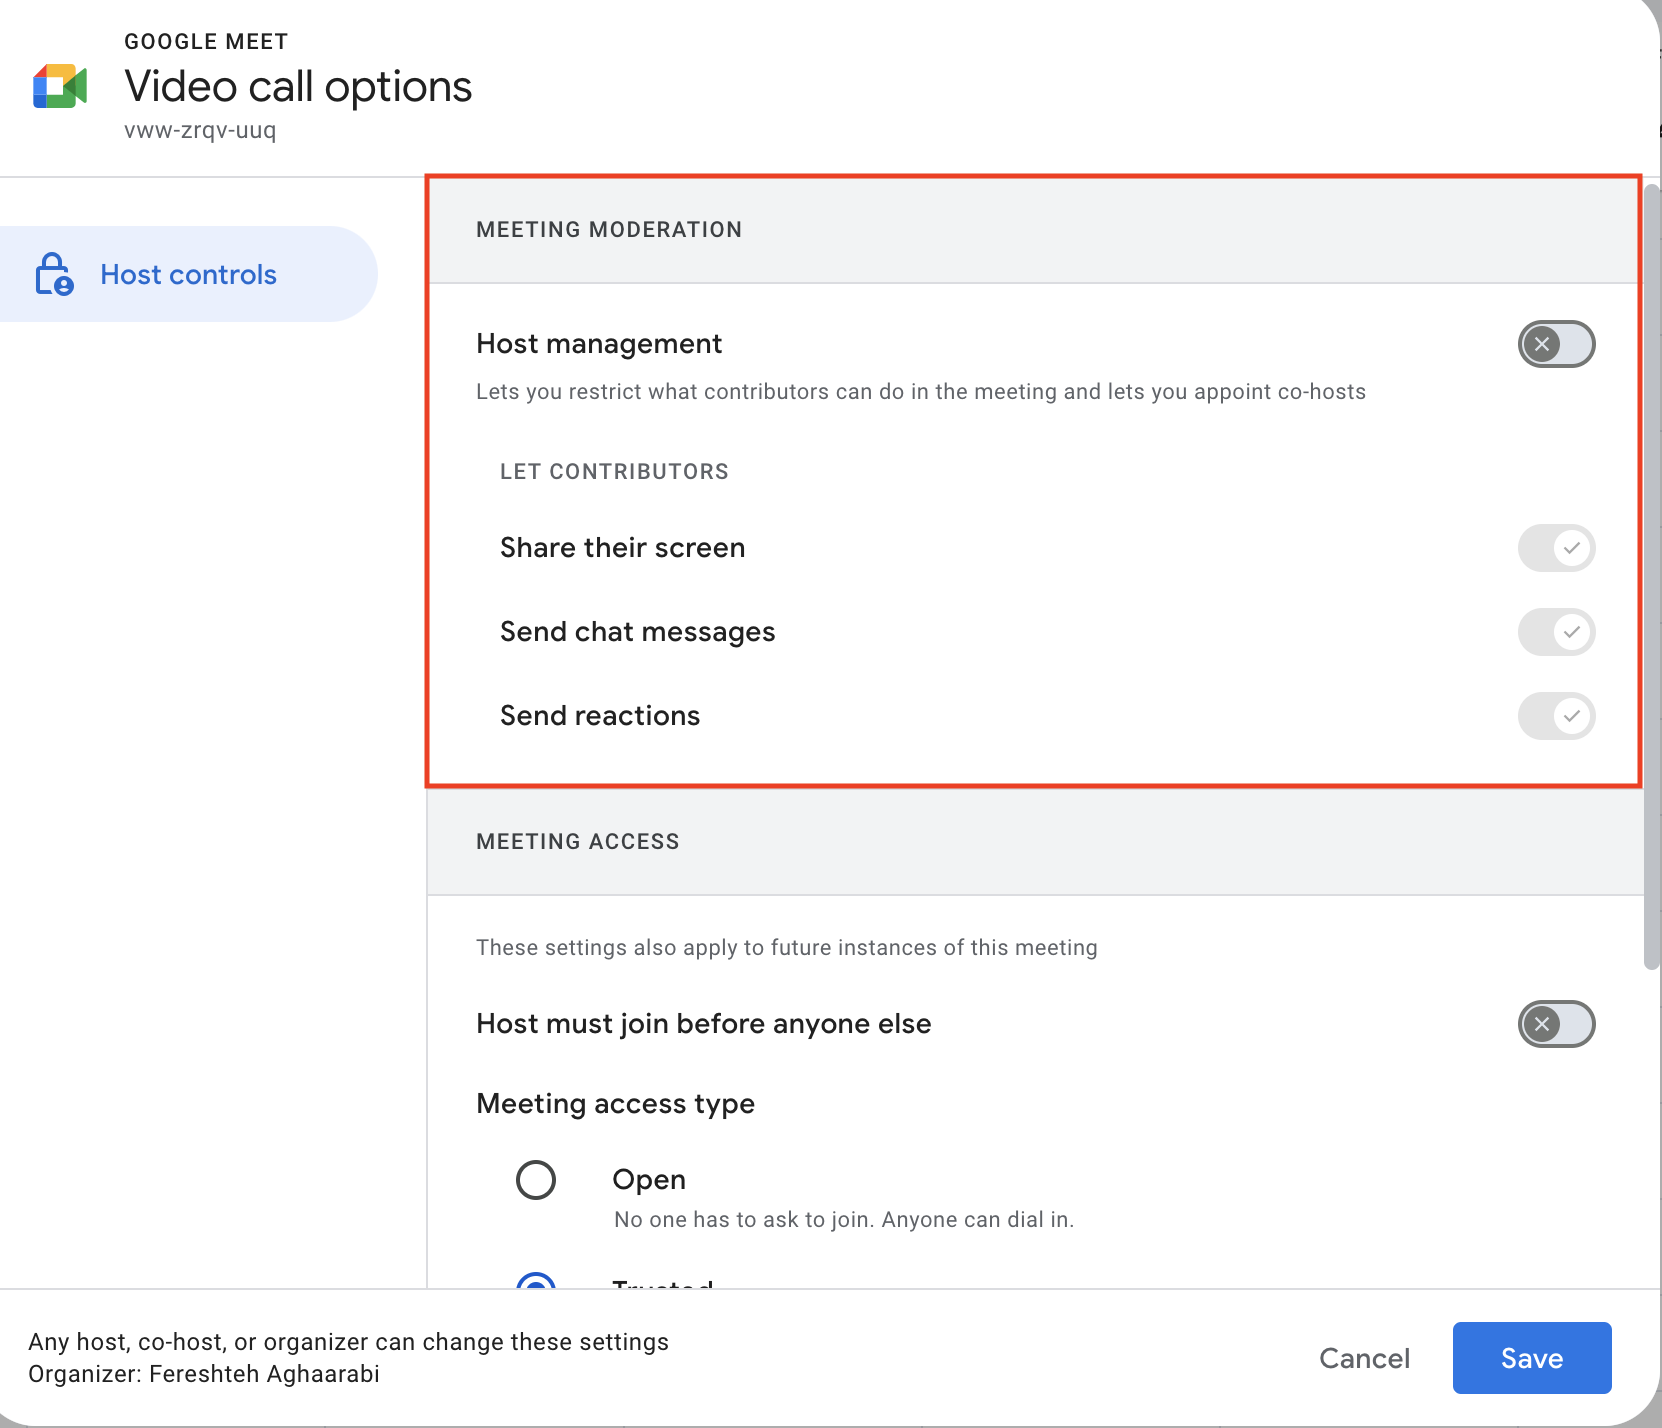 GOOGLE MEET
Video call options
vww-zrqv-uuq
Host controls
MEETING MODERATION
Host management
Lets you restrict what contributors can do in the meeting and lets you appoint co-hosts
LET CONTRIBUTORS
Share their screen
Send chat messages
Send reactions
MEETING ACCESS
These settings also apply to future instances of this meeting
Host must join before anyone else
Meeting access type
Open
No one has to ask to join. Anyone can dial in.
Trusted
Any host, co-host, or organizer can change these settings
Organizer: Fereshteh Aghaarabi
Cancel
Save